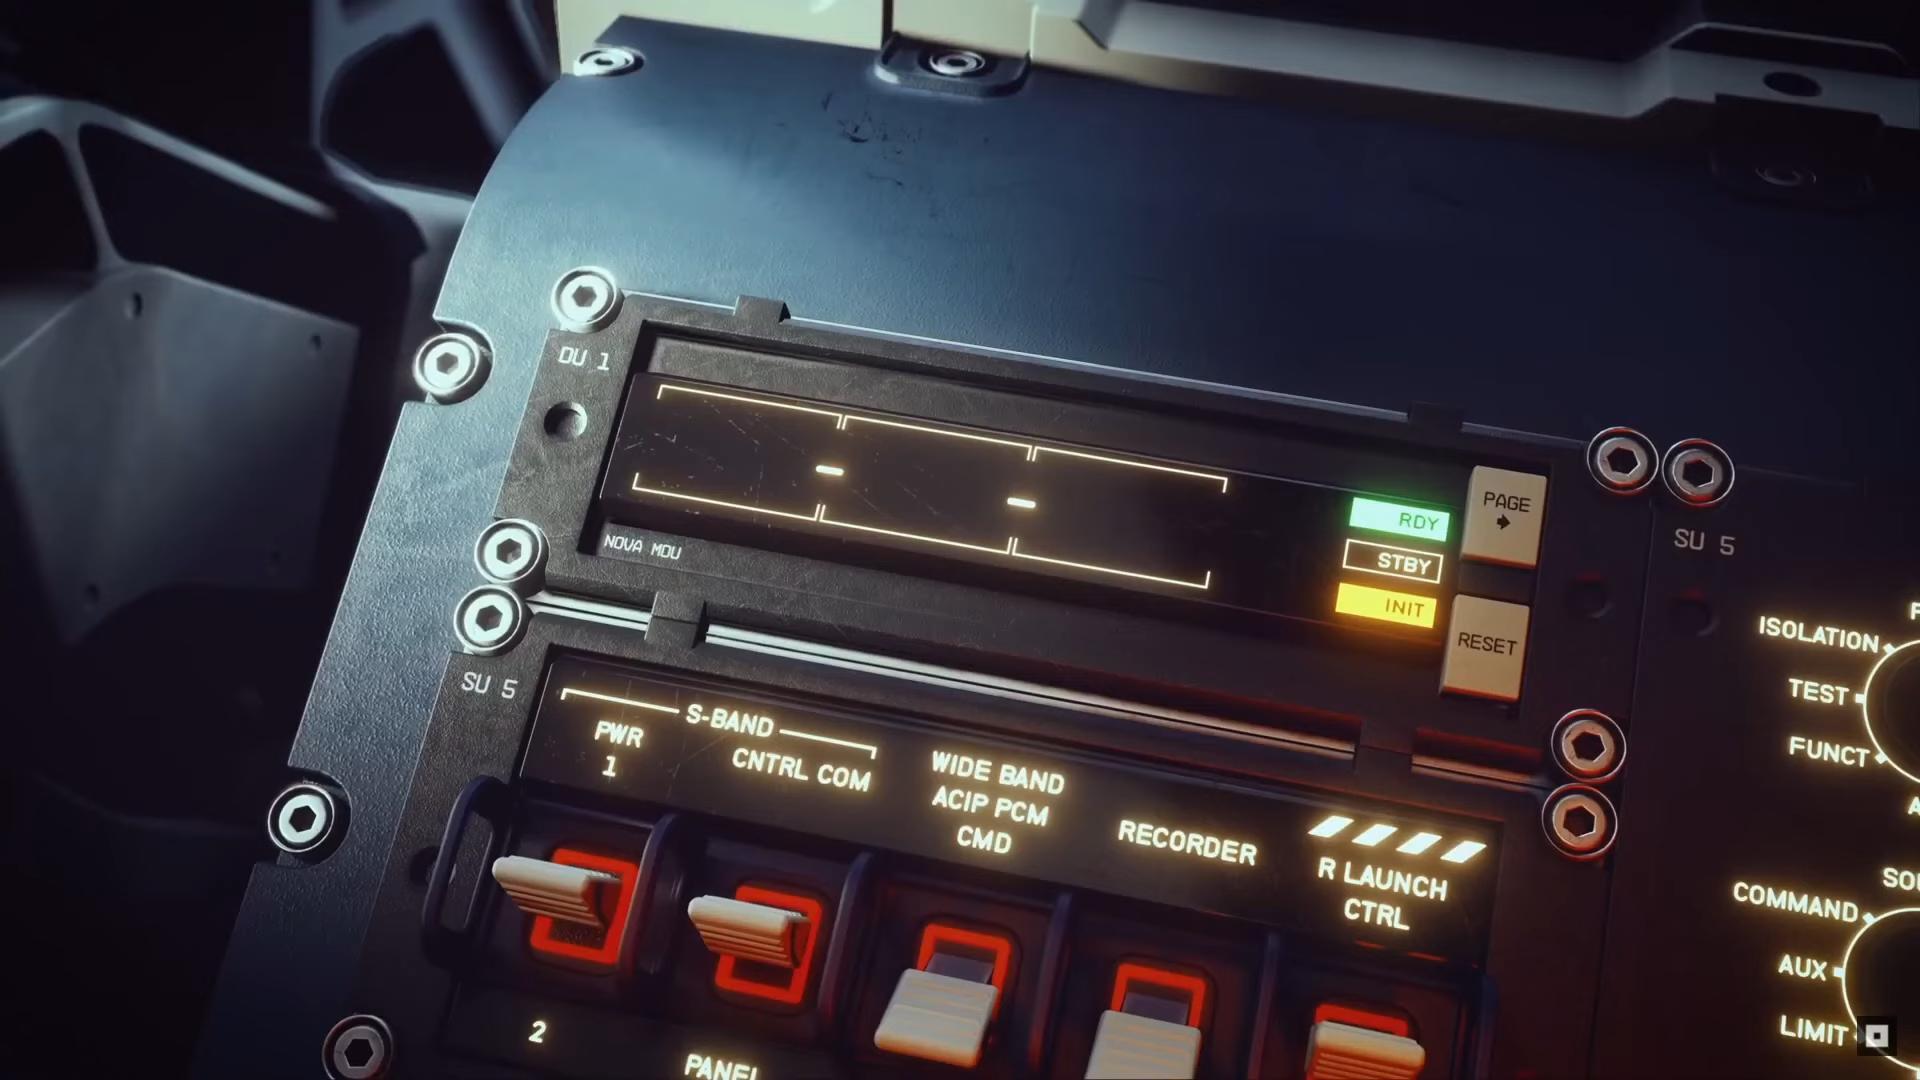 DU 1
NOVA MDU
RDY
STBY
INIT
PAGE
RESET
SU 5
SU 5
S-BAND
PWR
1
CNTRL COM
WIDE BAND
ACIP PCM
CMD
RECORDER
R LAUNCH
CTRL
2
PANEL
ISOLATION
TEST
FUNCT
COMMAND
AUX
LIMIT